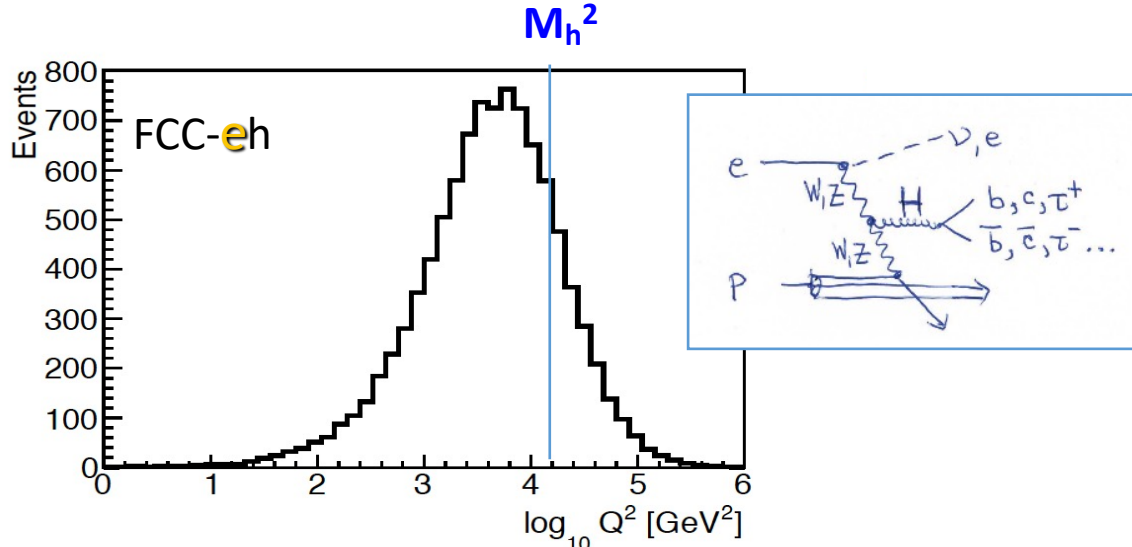 M_h^2
800
700
600
500
400
300
200
100
0
Events
FCC-eh
0 1 2 3 4 5 6
log_10 Q^2 [GeV^2]
e
ν, e
W, Z
H
b, c, τ^+
b̅, c̅, τ^- ...
W, Z
P